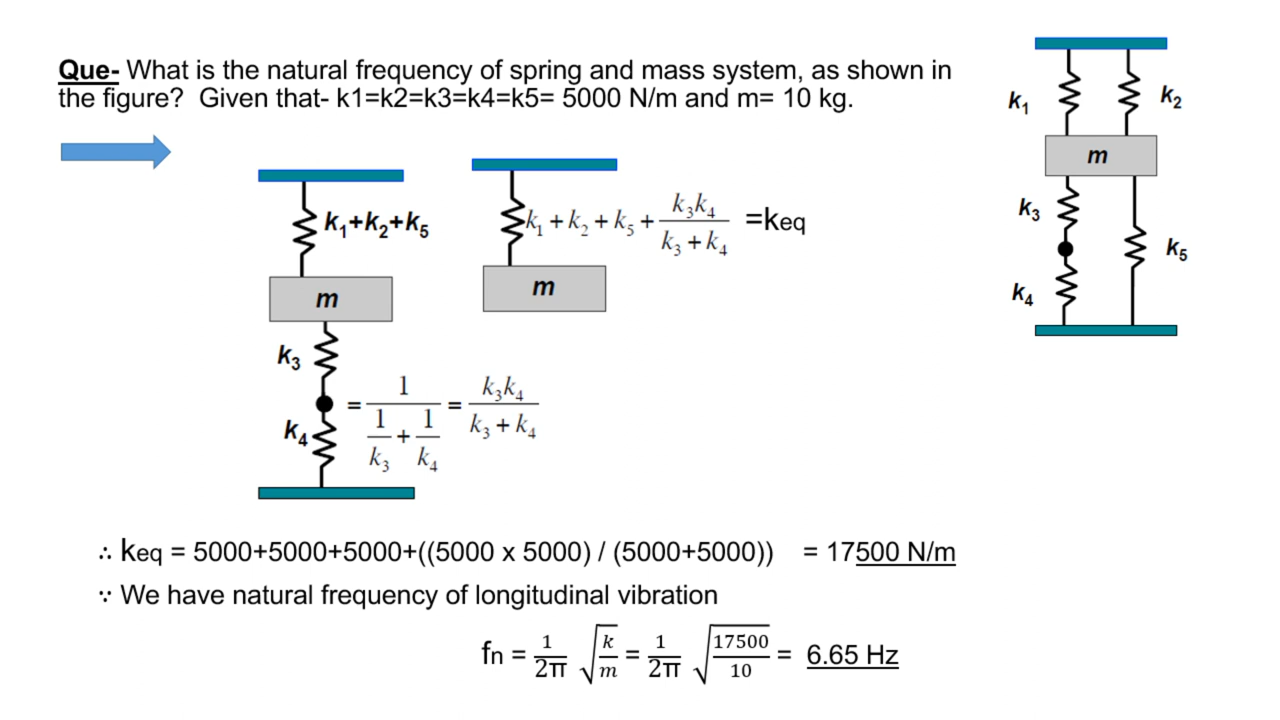 Que- What is the natural frequency of spring and mass system, as shown in
the figure? Given that- k1=k2=k3=k4=k5= 5000 N/m and m= 10 kg.
k₁ k₂
m
k₃
k₅
k₄
k₁+k₂+k₅
m
k₃
k₄
= 1 / (1/k₃ + 1/k₄) = k₃k₄ / (k₃ + k₄)
k₁ + k₂ + k₅ + k₃k₄ / (k₃ + k₄) =keq
m
∴ keq = 5000+5000+5000+((5000 x 5000) / (5000+5000)) = 17500 N/m
∵ We have natural frequency of longitudinal vibration
fn = 1/2π √(k/m) = 1/2π √(17500/10) = 6.65 Hz